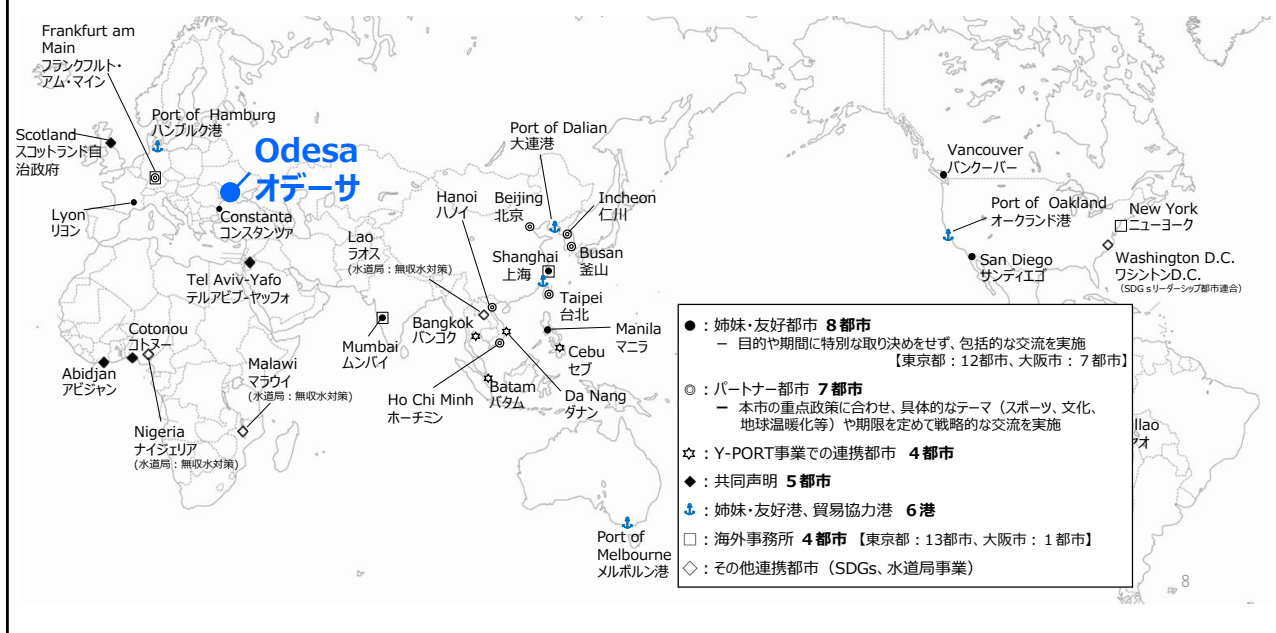 Frankfurt am
Main
フランクフルト・
アム・マイン
Scotland
スコットランド自
治政府
Port of Hamburg
ハンブルク港
Odesa
オデーサ
Lyon
リヨン
Constanta
コンスタンツァ
Tel Aviv-Yafo
テルアビブ-ヤッフォ
Cotonou
コトヌー
Abidjan
アビジャン
Nigeria
ナイジェリア
(水道局：無収水対策)
Malawi
マラウイ
(水道局：無収水対策)
Lao
ラオス
(水道局：無収水対策)
Mumbai
ムンバイ
Hanoi
ハノイ
Beijing
北京
Port of Dalian
大連港
Incheon
仁川
Busan
釜山
Shanghai
上海
Taipei
台北
Bangkok
バンコク
Manila
マニラ
Cebu
セブ
Ho Chi Minh
ホーチミン
Batam
バタム
Da Nang
ダナン
Port of
Melbourne
メルボルン港
Vancouver
バンクーバー
Port of Oakland
オークランド港
New York
ニューヨーク
San Diego
サンディエゴ
Washington D.C.
ワシントンD.C.
(SDGｓリーダーシップ都市連合)
llao
アオ
●：姉妹・友好都市 8都市
－ 目的や期間に特別な取り決めをせず、包括的な交流を実施
【東京都：12都市、大阪市：７都市】
◎：パートナー都市 7都市
－ 本市の重点政策に合わせ、具体的なテーマ（スポーツ、文化、
地球温暖化等）や期限を定めて戦略的な交流を実施
✡：Y-PORT事業での連携都市 4都市
◆：共同声明 5都市
⚓：姉妹・友好港、貿易協力港 6港
□：海外事務所 4都市 【東京都：13都市、大阪市：１都市】
◇：その他連携都市（SDGs、水道局事業）
8